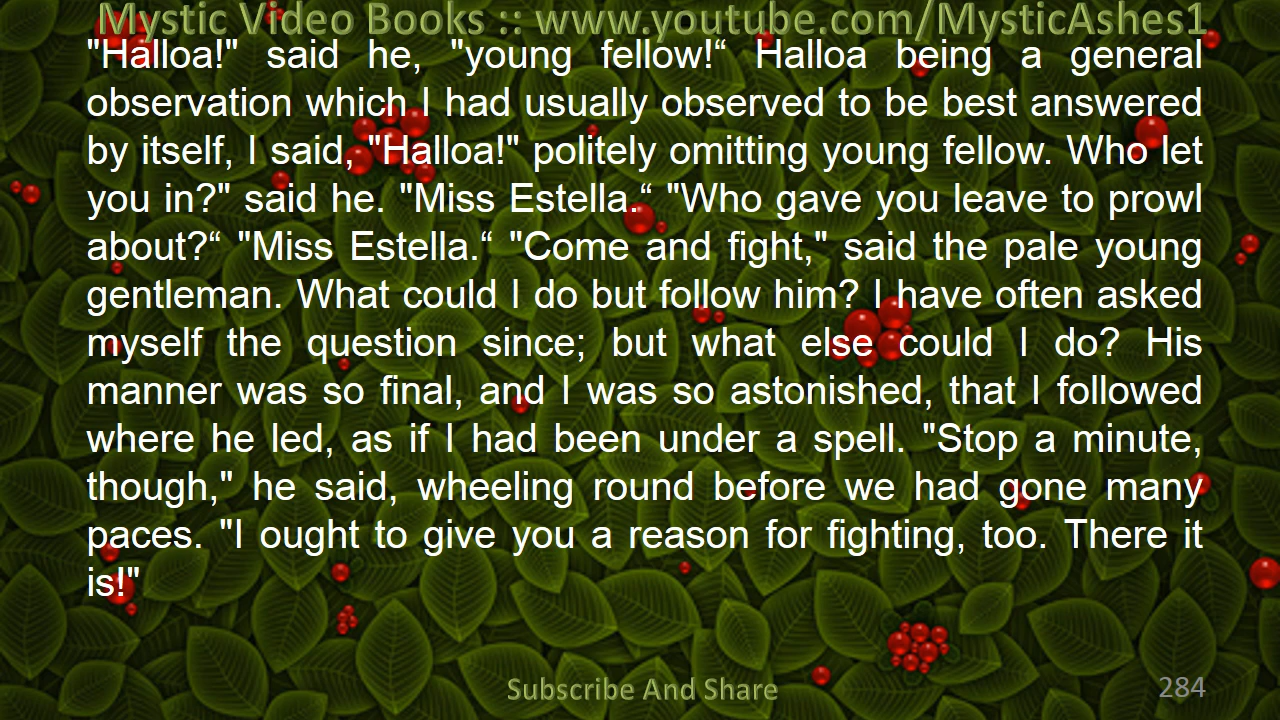 Mystic Video Books :: www.youtube.com/MysticAshes1
"Halloa!" said he, "young fellow!“ Halloa being a general
observation which I had usually observed to be best answered
by itself, I said, "Halloa!" politely omitting young fellow. Who let
you in?" said he. "Miss Estella.“ "Who gave you leave to prowl
about?“ "Miss Estella.“ "Come and fight," said the pale young
gentleman. What could I do but follow him? I have often asked
myself the question since; but what else could I do? His
manner was so final, and I was so astonished, that I followed
where he led, as if I had been under a spell. "Stop a minute,
though," he said, wheeling round before we had gone many
paces. "I ought to give you a reason for fighting, too. There it
is!"
Subscribe And Share
284